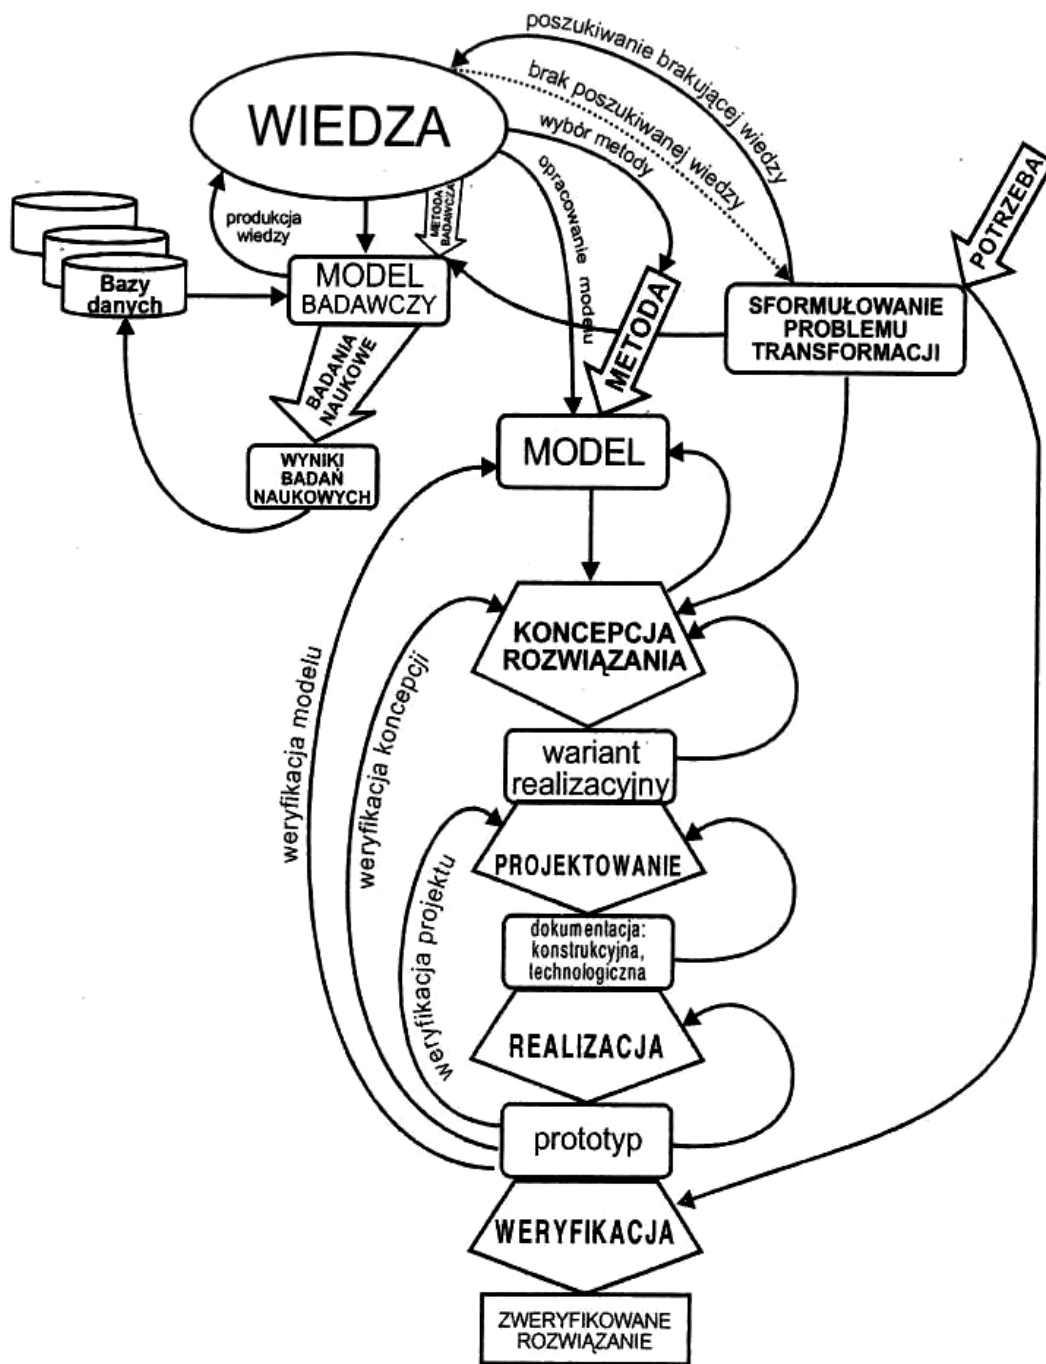 poszukiwanie brakującej wiedzy
brak poszukiwanej wiedzy
wybór metody
opracowanie modelu
WIEDZA
METODA
BADAWCZA
produkcja
wiedzy
POTRZEBA
Bazy
danych
MODEL
BADAWCZY
METODA
SFORMUŁOWANIE
PROBLEMU
TRANSFORMACJI
BADANIA
NAUKOWE
WYNIKI
BADAŃ
NAUKOWYCH
MODEL
KONCEPCJA
ROZWIĄZANIA
weryfikacja modelu
weryfikacja koncepcji
weryfikacja projektu
wariant
realizacyjny
PROJEKTOWANIE
dokumentacja:
konstrukcyjna,
technologiczna
REALIZACJA
prototyp
WERYFIKACJA
ZWERYFIKOWANE
ROZWIĄZANIE